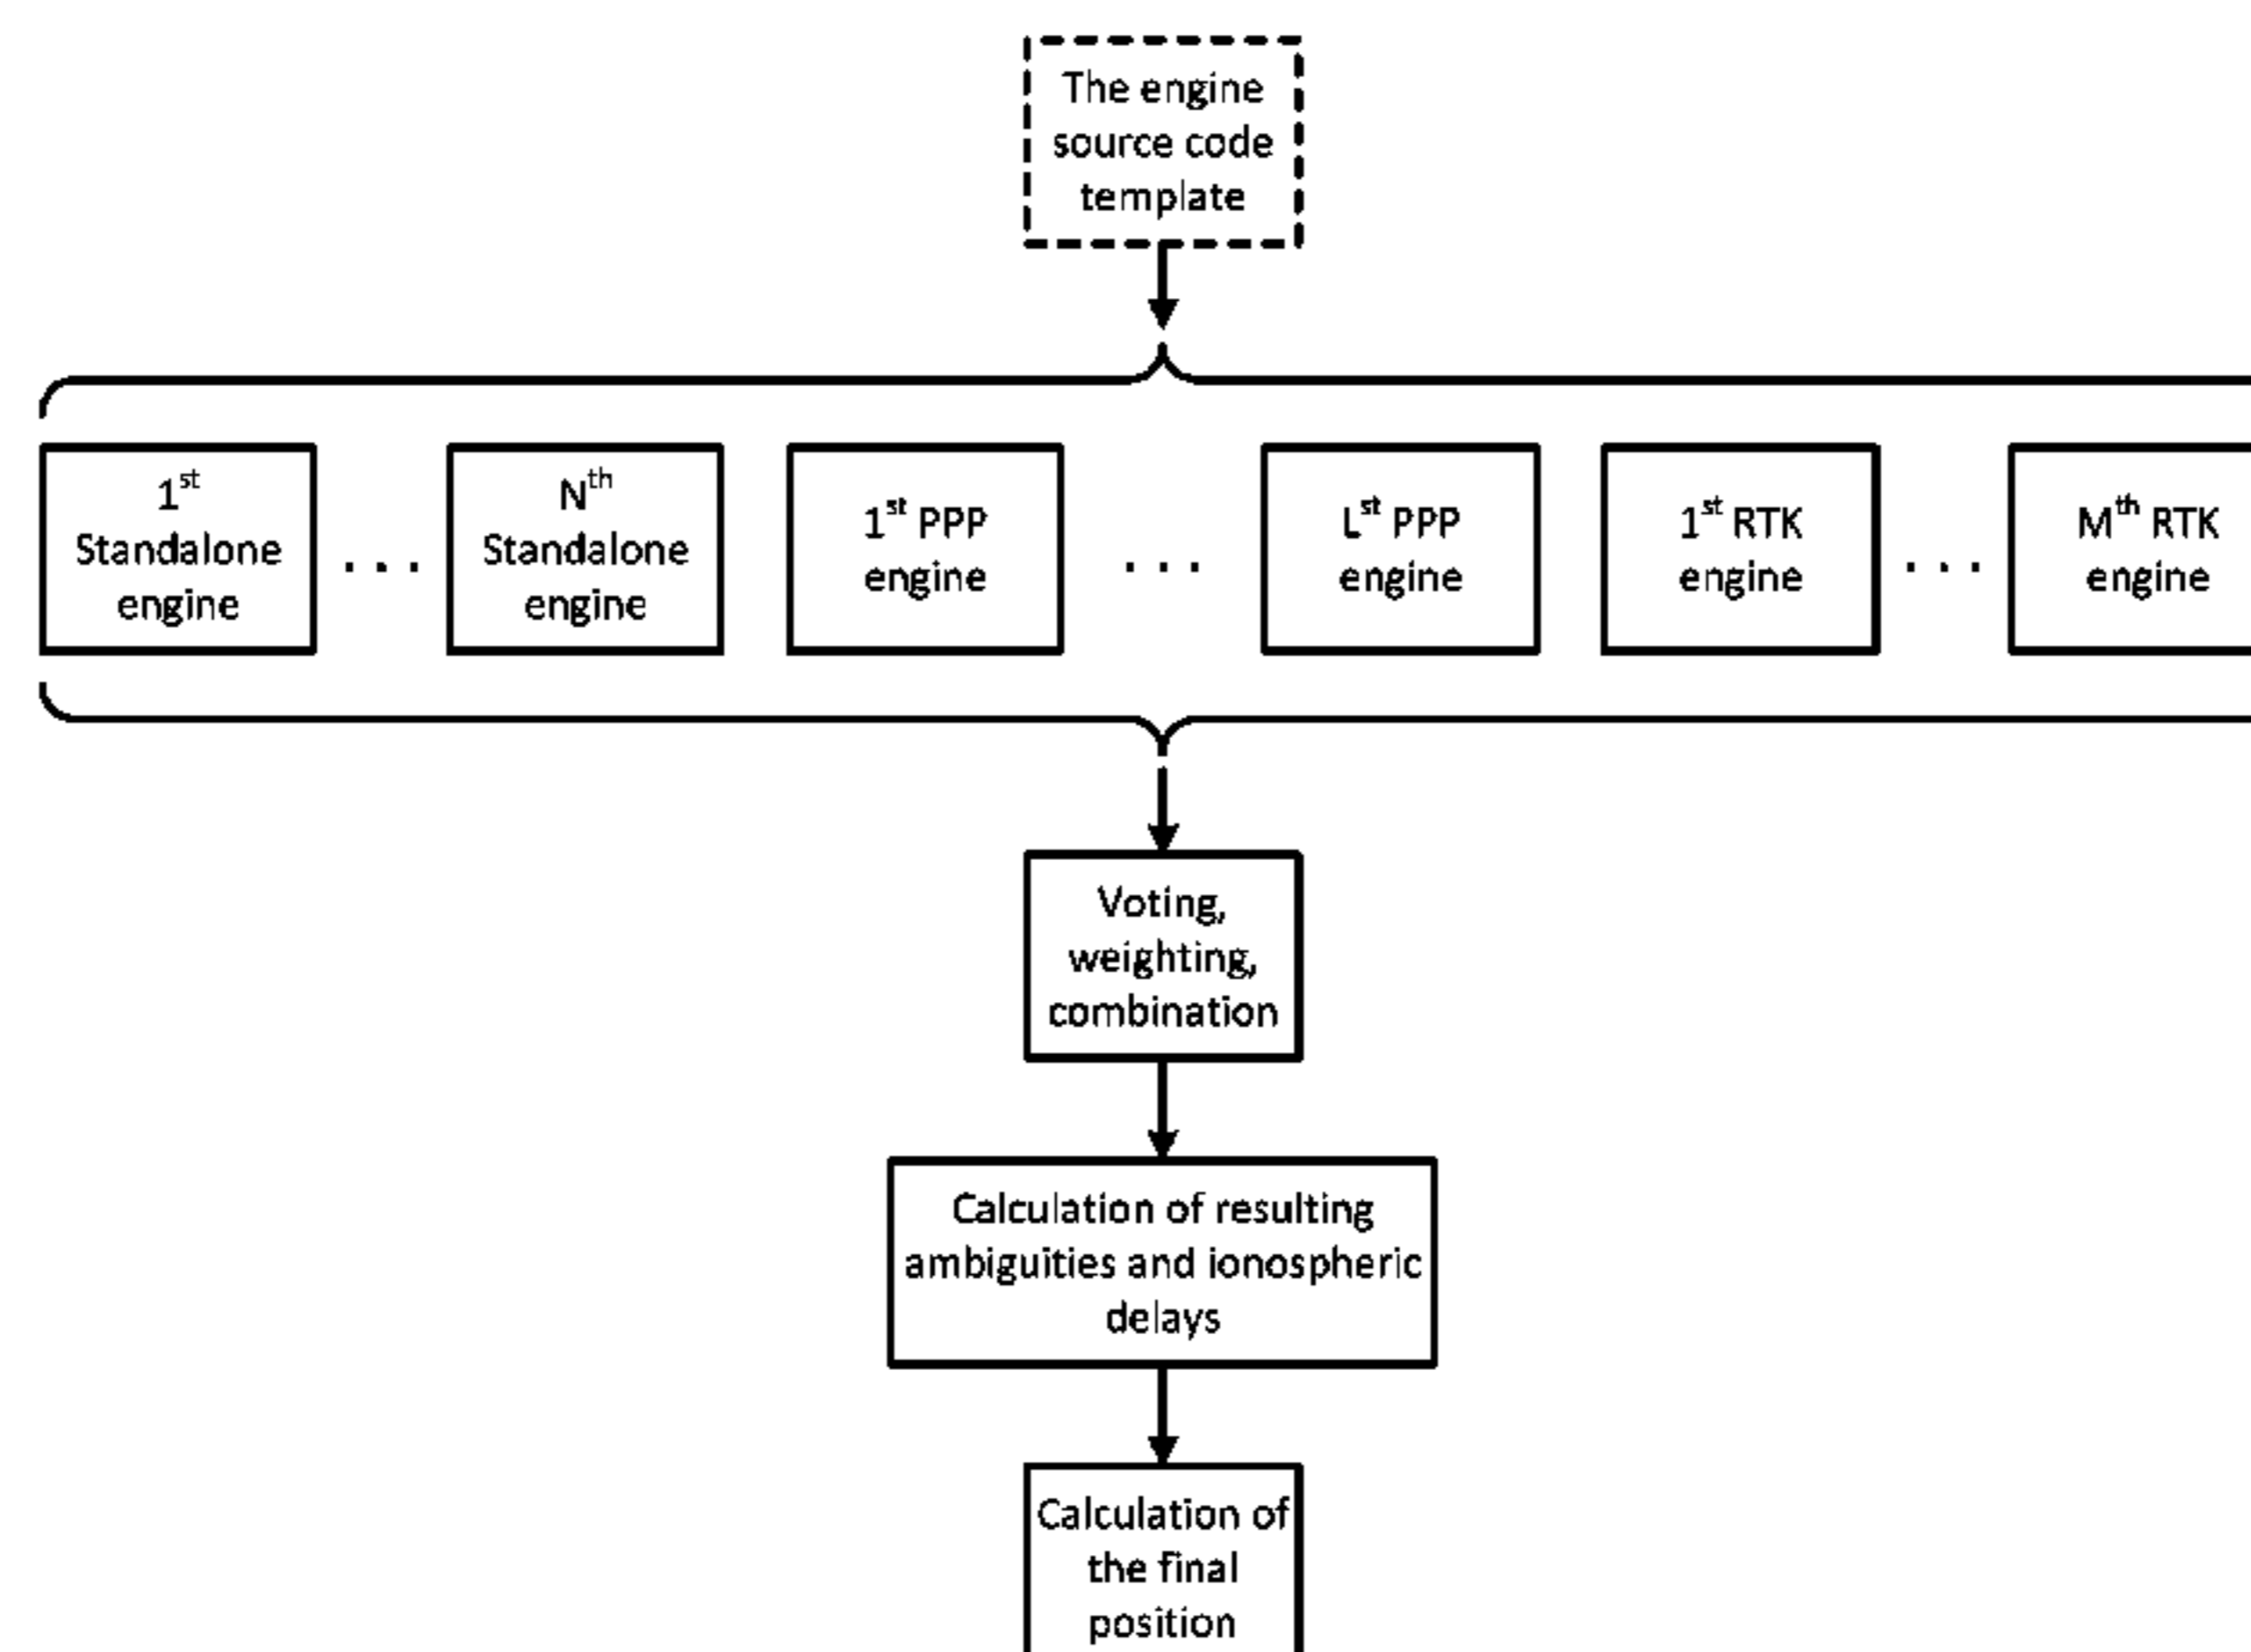 The engine
source code
template
1st
Standalone
engine
. . .
Nth
Standalone
engine
1st PPP
engine
. . .
Lst PPP
engine
1st RTK
engine
. . .
Mth RTK
engine
Voting,
weighting,
combination
Calculation of resulting
ambiguities and ionospheric
delays
Calculation of
the final
position